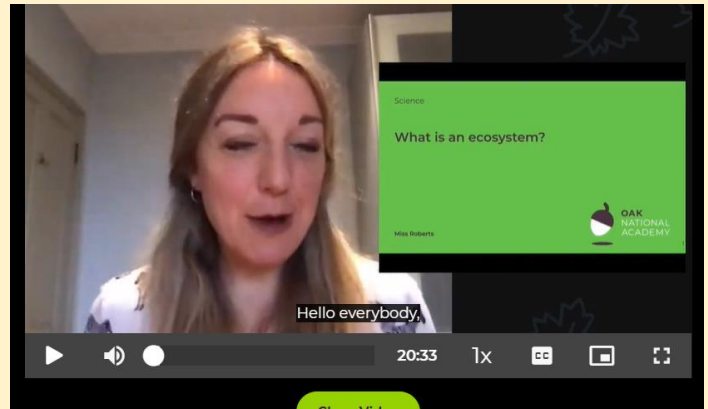 Science
What is an ecosystem?
OAK
NATIONAL
ACADEMY
Miss Roberts
Hello everybody,
20:33
1x
CC